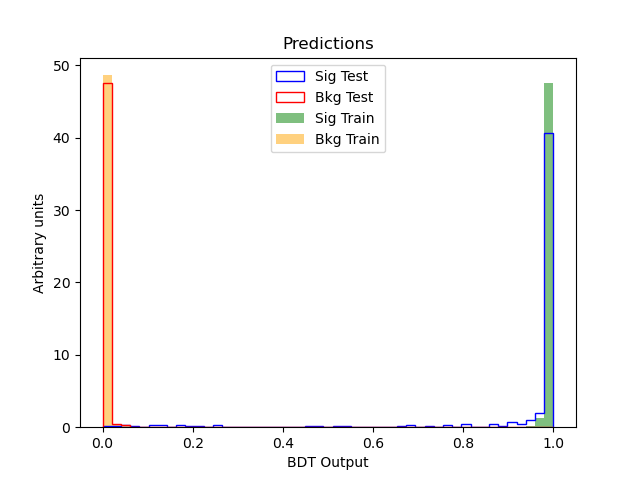 Predictions
Sig Test
Bkg Test
Sig Train
Bkg Train
50
40
30
20
10
0
Arbitrary units
0.0 0.2 0.4 0.6 0.8 1.0
BDT Output